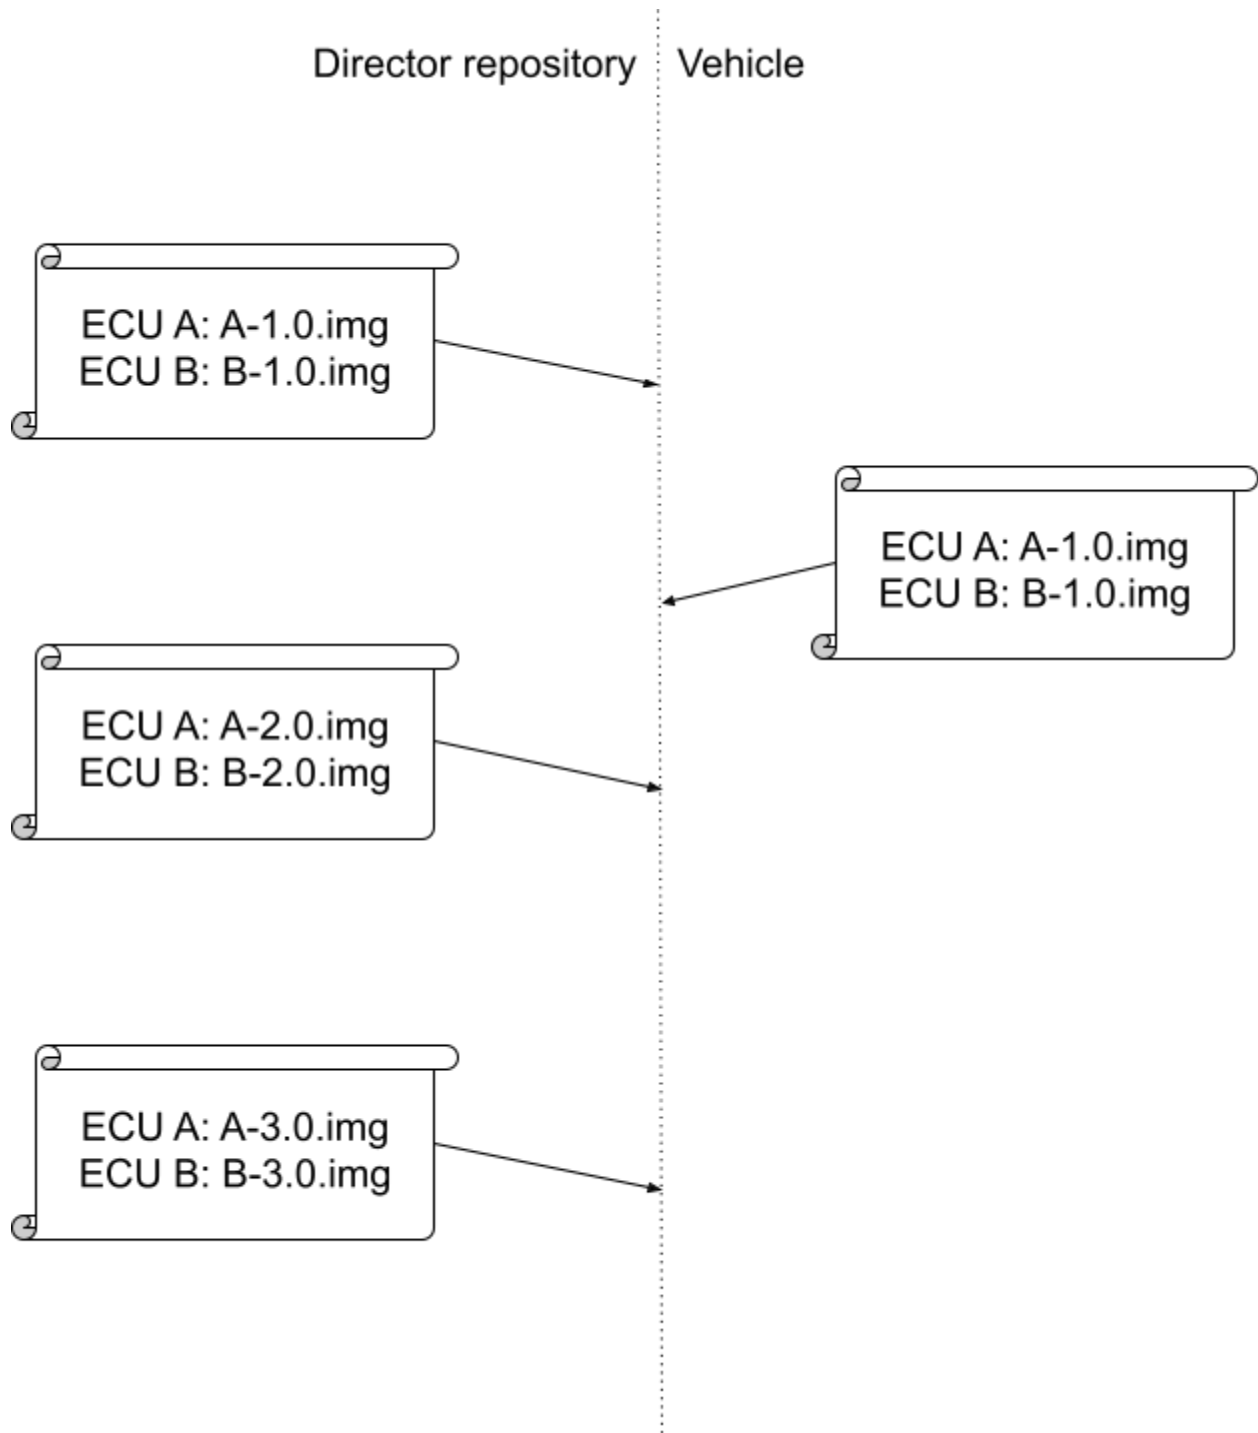 Director repository
Vehicle
ECU A: A-1.0.img
ECU B: B-1.0.img
ECU A: A-1.0.img
ECU B: B-1.0.img
ECU A: A-2.0.img
ECU B: B-2.0.img
ECU A: A-3.0.img
ECU B: B-3.0.img